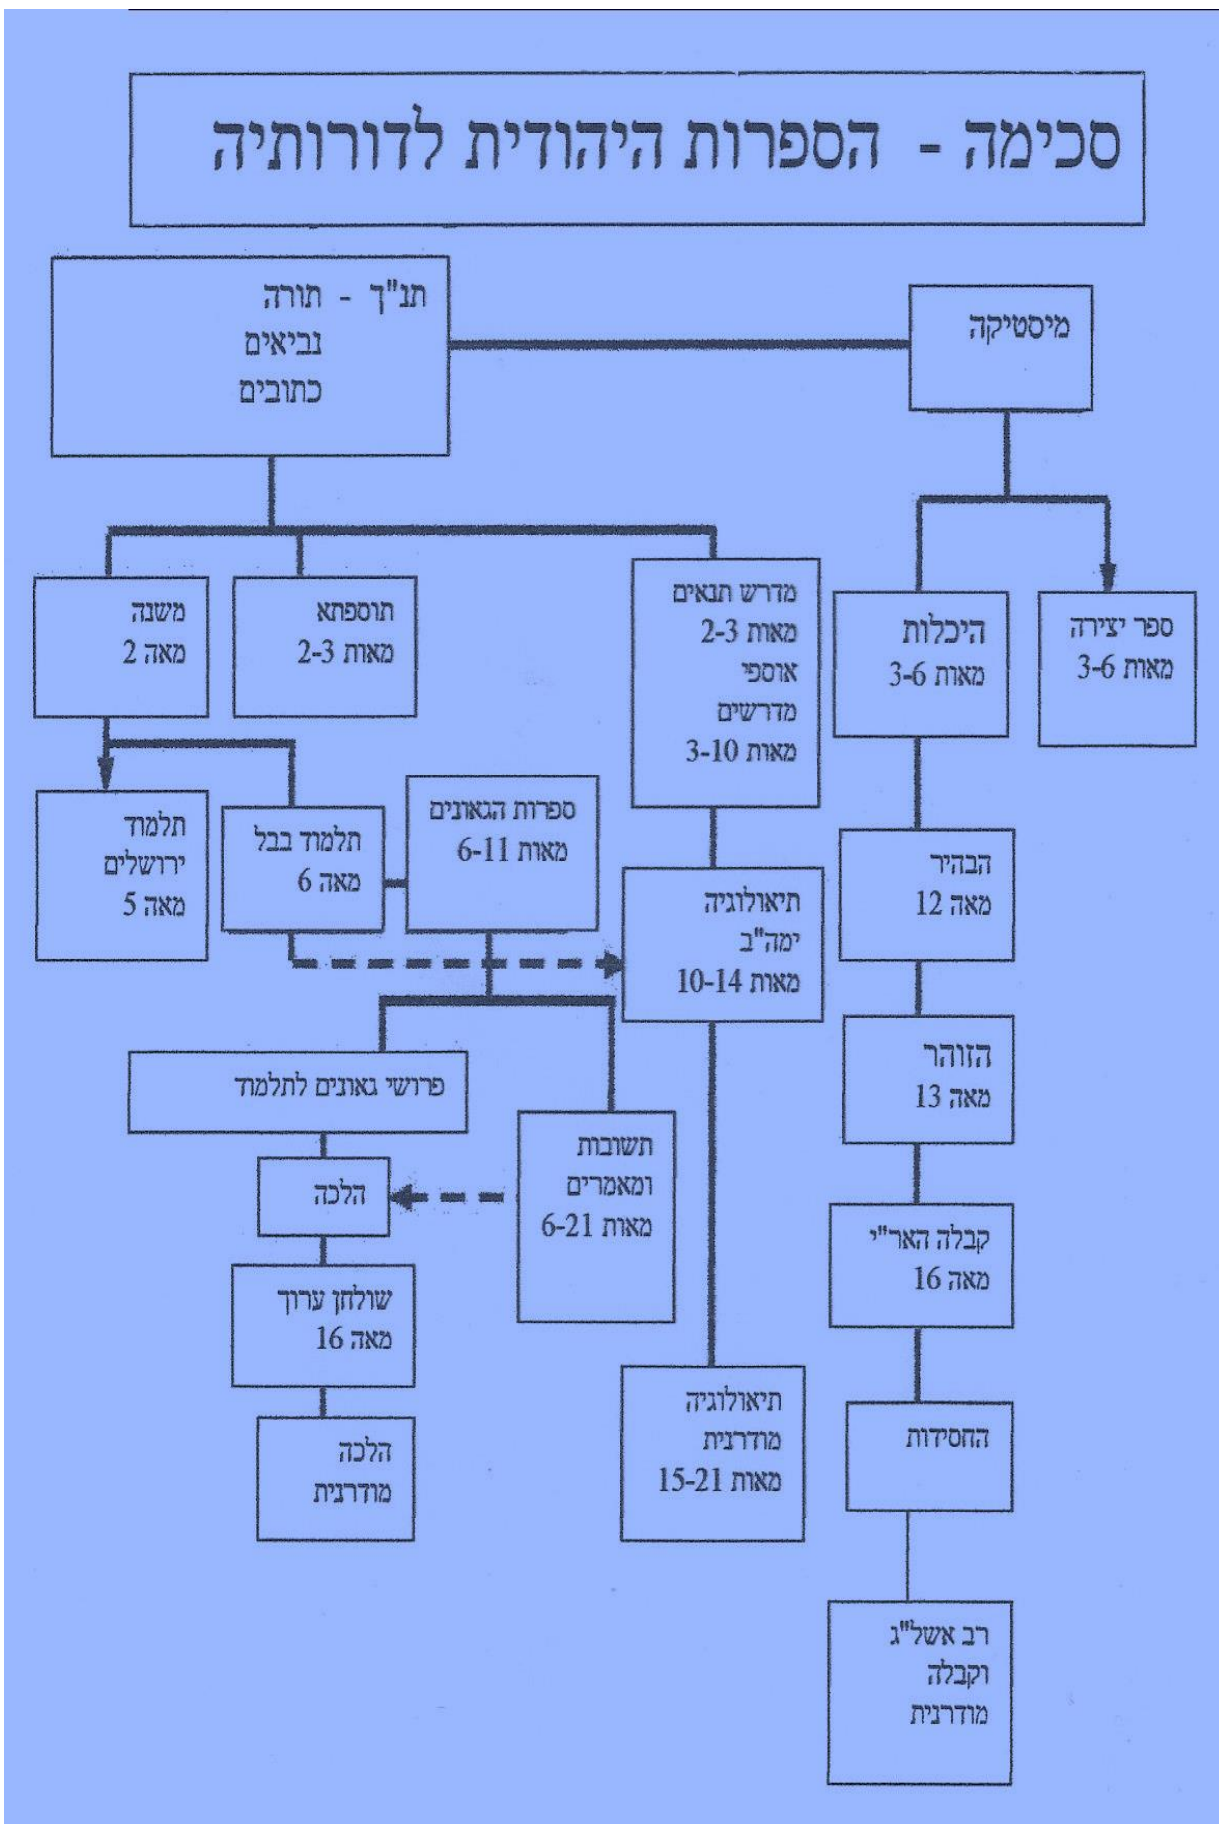 סכימה - הספרות היהודית לדורותיה
מיסטיקה
תנ"ך - תורה
נביאים
כתובים
ספר יצירה
מאות 3-6
היכלות
מאות 3-6
מדרש תנאים
מאות 2-3
אוספי
מדרשים
מאות 3-10
תוספתא
מאות 2-3
משנה
מאה 2
הבהיר
מאה 12
תיאולוגיה
ימה"ב
מאות 10-14
ספרות הגאונים
מאות 6-11
תלמוד בבל
מאה 6
תלמוד
ירושלים
מאה 5
הזוהר
מאה 13
פרושי גאונים לתלמוד
תשובות
ומאמרים
מאות 6-21
הלכה
קבלה האר"י
מאה 16
שולחן ערוך
מאה 16
תיאולוגיה
מודרנית
מאות 15-21
החסידות
הלכה
מודרנית
רב אשל"ג
וקבלה
מודרנית